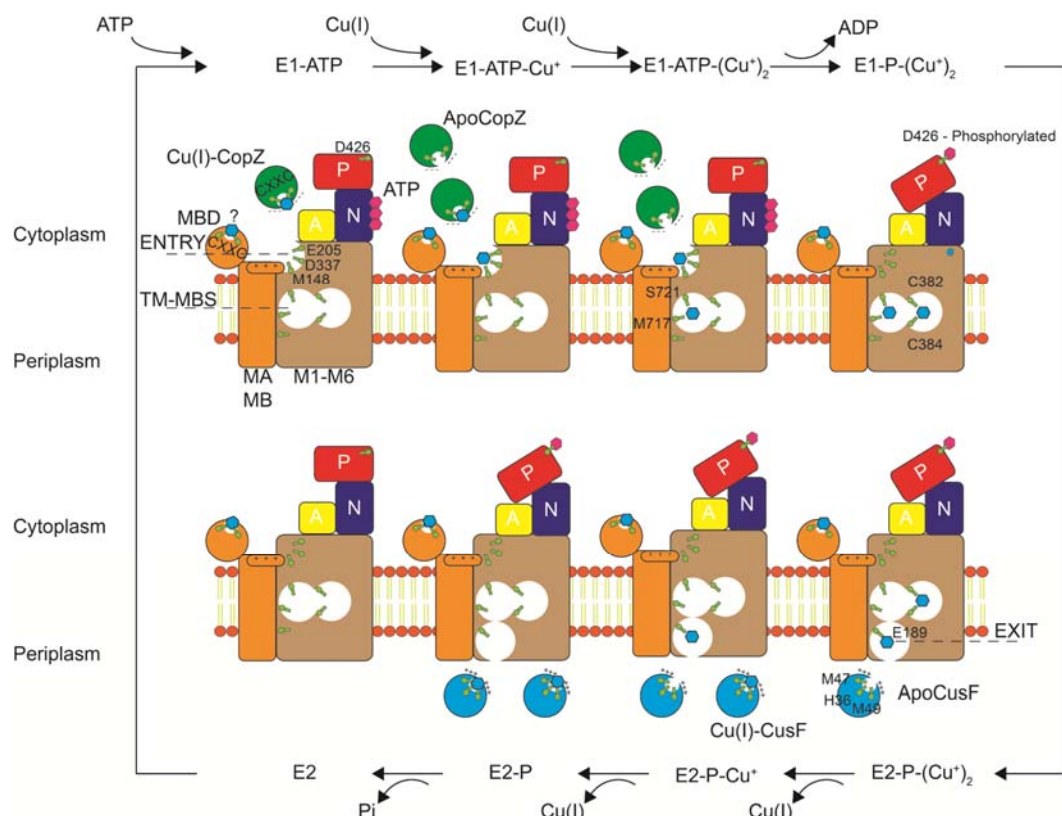 ATP
Cu(I)
Cu(I)
ADP
E1-ATP
E1-ATP-Cu⁺
E1-ATP-(Cu⁺)₂
E1-P-(Cu⁺)₂
ApoCopZ
D426 - Phosphorylated
Cu(I)-CopZ
D426
P
P
P
P
CXXC
ATP
MBD ?
A
N
A
N
A
N
A
N
Cytoplasm
ENTRY
CXXC
E205
D337
M148
S721
C382
TM-MBS
M717
C384
Periplasm
MA
M1-M6
MB
P
P
P
P
A
N
A
N
A
N
A
N
Cytoplasm
E189
EXIT
Periplasm
M47
ApoCusF
H36
M49
Cu(I)-CusF
E2
E2-P
E2-P-Cu⁺
E2-P-(Cu⁺)₂
Pi
Cu(I)
Cu(I)